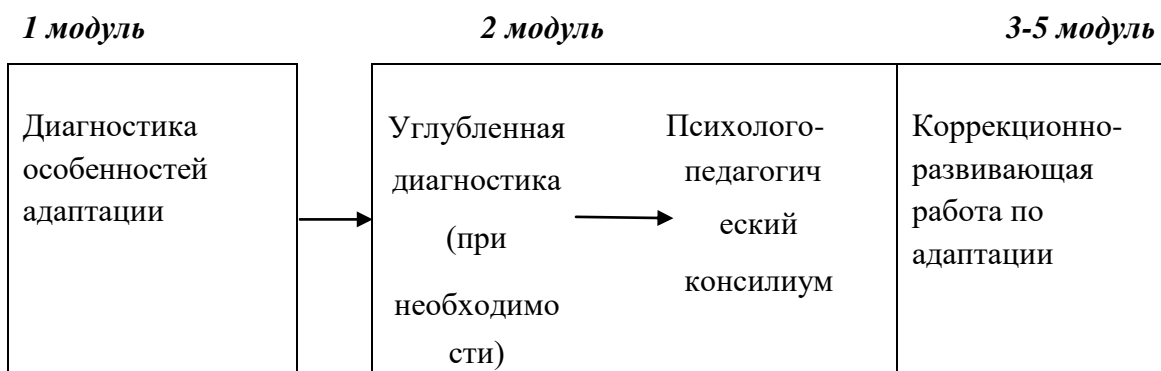 1 модуль
2 модуль
3-5 модуль
Диагностика
особенностей
адаптации
Углубленная
диагностика
(при
необходимо
сти)
Психолого-
педагогич
еский
консилиум
Коррекционно-
развивающая
работа по
адаптации